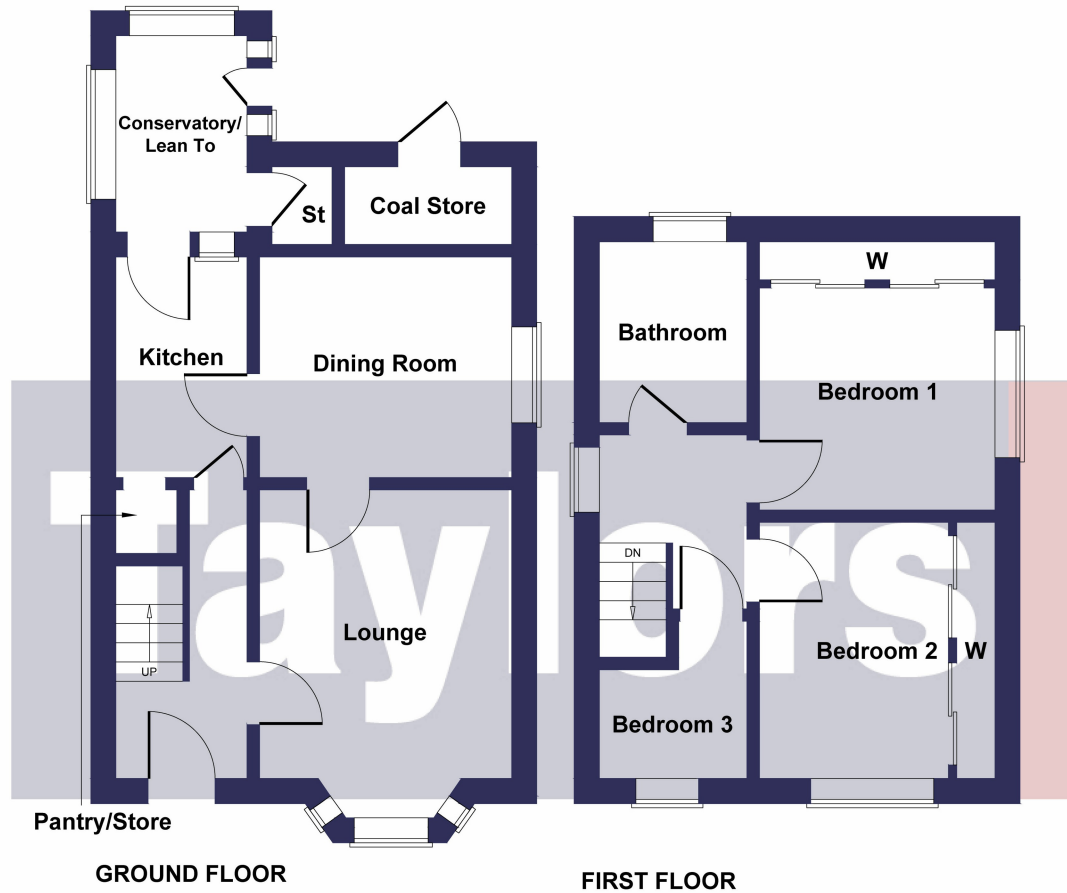 Conservatory/
Lean To
St
Coal Store
Kitchen
Dining Room
Lounge
UP
Pantry/Store
GROUND FLOOR
W
Bathroom
Bedroom 1
DN
Bedroom 2
W
Bedroom 3
FIRST FLOOR
Taylors